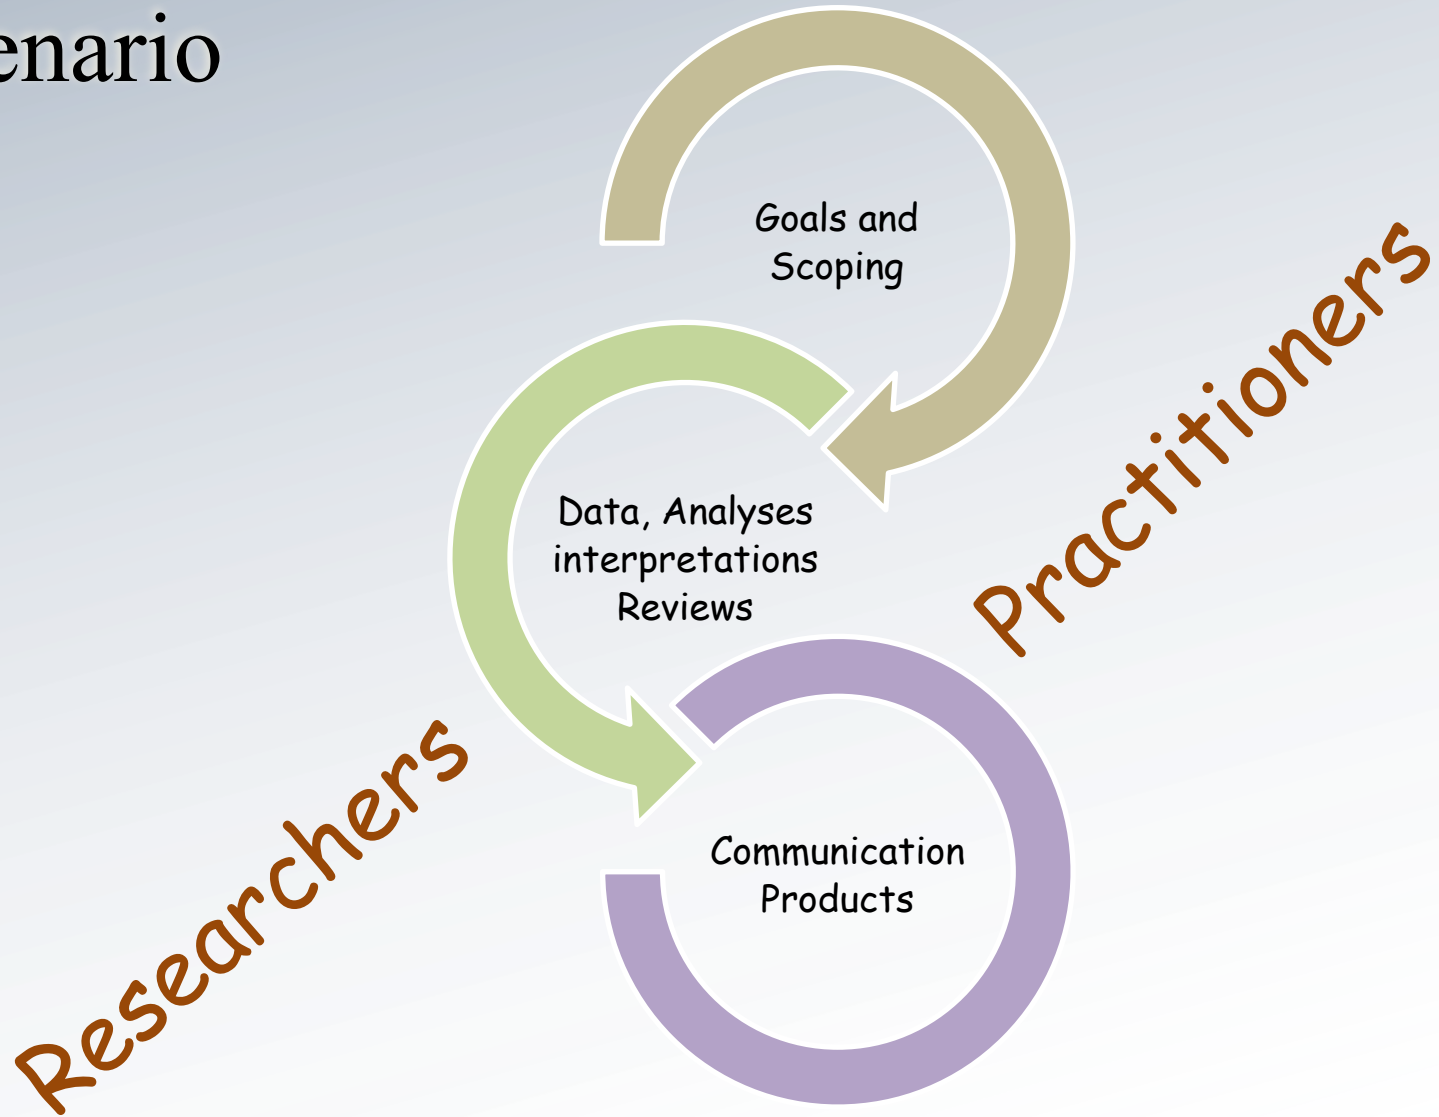 enario
Goals and
Scoping
Practitioners
Data, Analyses
interpretations
Reviews
Researchers
Communication
Products